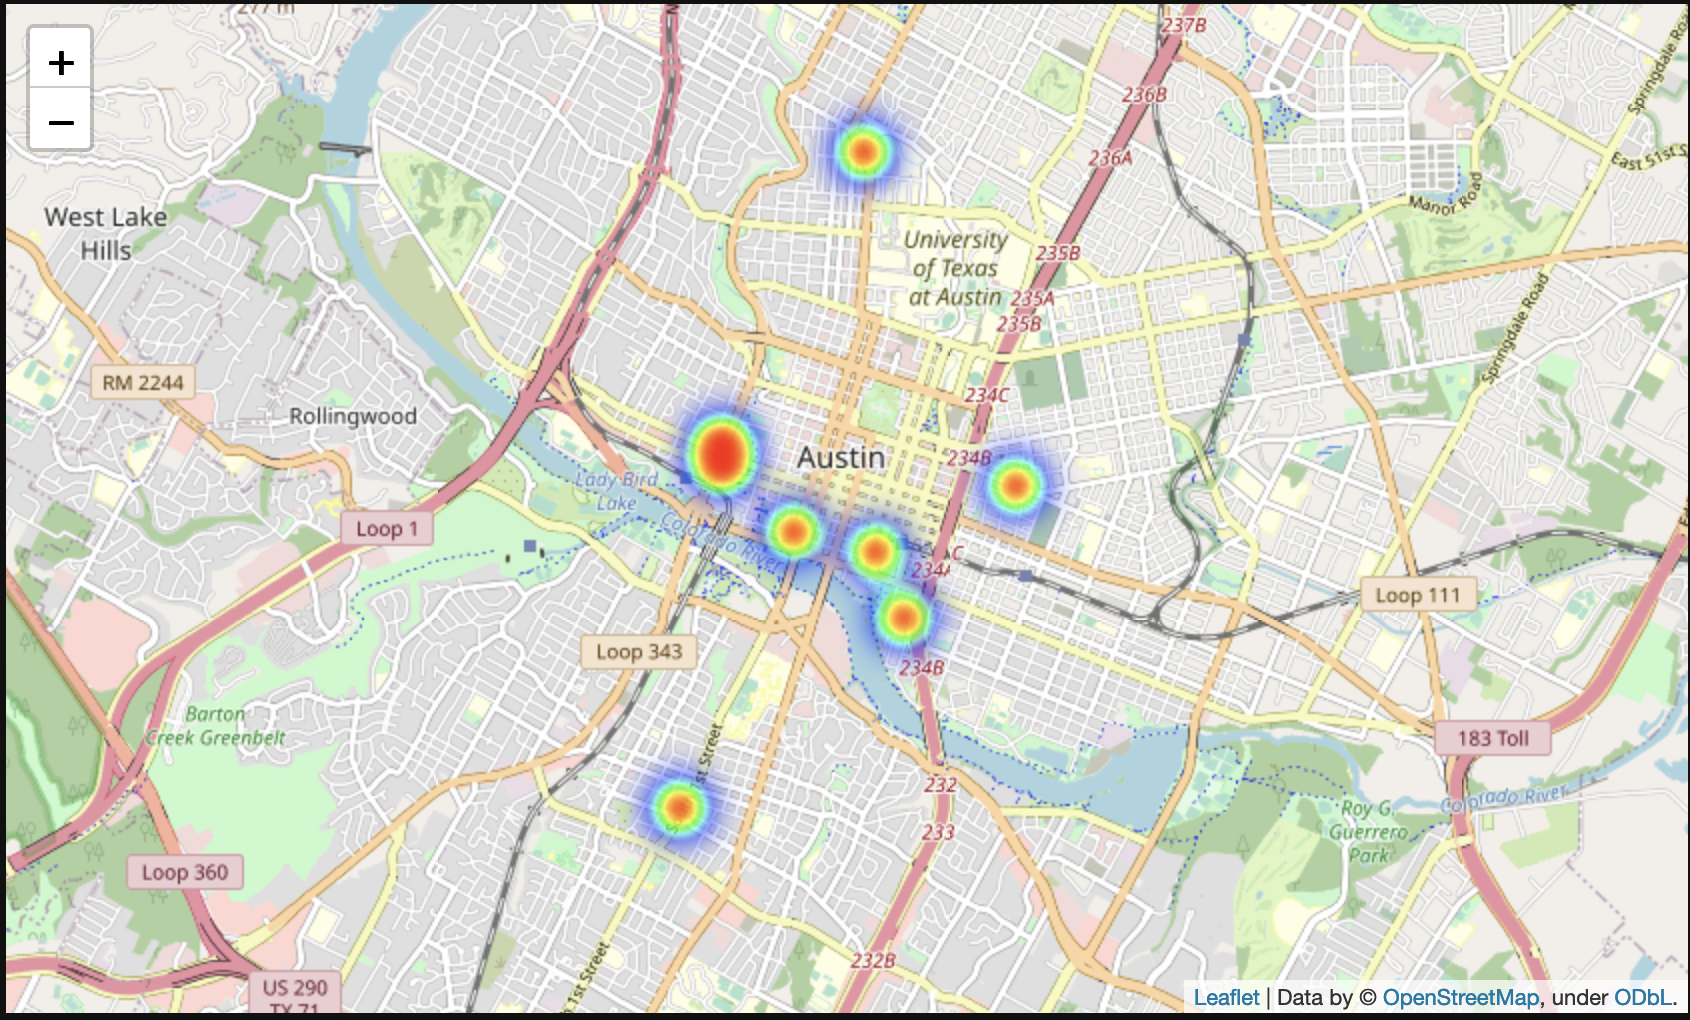 277 m
237B
+
−
236B
236A
East 51st S
Springdale Ro
Manor Road
West Lake
Hills
University
of Texas
at Austin
235B
235A
235B
Springdale Road
RM 2244
Rollingwood
234C
Austin
234B
Lady Bird
Lake
Loop 1
Colorado River
C
234A
Loop 111
Loop 343
234B
Barton
Creek Greenbelt
st Street
183 Toll
232
Colorado River
233
Roy G.
Guerrero
Park
Loop 360
232B
1st Street
US 290
TX 71
Leaflet | Data by © OpenStreetMap, under ODbL.